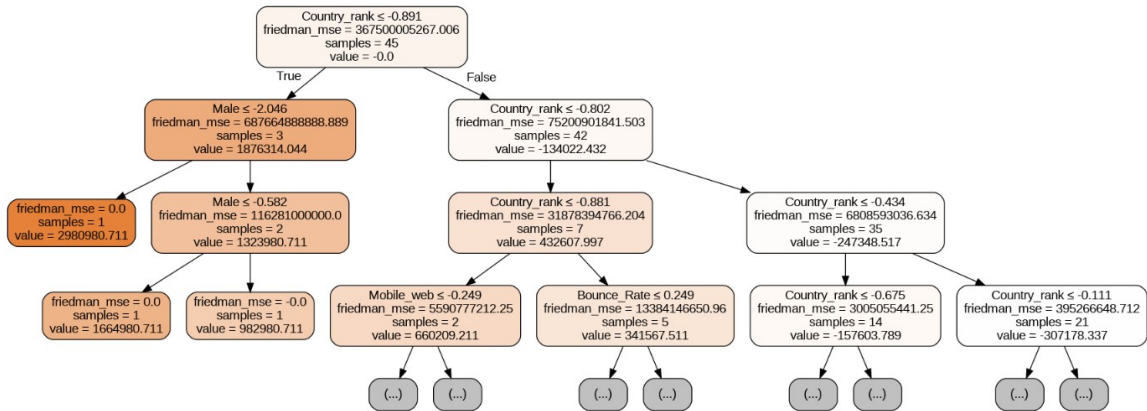 Country_rank ≤ -0.891
friedman_mse = 367500005267.006
samples = 45
value = -0.0
True
False
Male ≤ -2.046
friedman_mse = 687664888888.889
samples = 3
value = 1876314.044
Country_rank ≤ -0.802
friedman_mse = 75200901841.503
samples = 42
value = -134022.432
friedman_mse = 0.0
samples = 1
value = 2980980.711
Male ≤ -0.582
friedman_mse = 116281000000.0
samples = 2
value = 1323980.711
Country_rank ≤ -0.881
friedman_mse = 31878394766.204
samples = 7
value = 432607.997
Country_rank ≤ -0.434
friedman_mse = 6808593036.634
samples = 35
value = -247348.517
friedman_mse = 0.0
samples = 1
value = 1664980.711
friedman_mse = -0.0
samples = 1
value = 982980.711
Mobile_web ≤ -0.249
friedman_mse = 5590777212.25
samples = 2
value = 660209.211
Bounce_Rate ≤ 0.249
friedman_mse = 13384146650.96
samples = 5
value = 341567.511
Country_rank ≤ -0.675
friedman_mse = 3005055441.25
samples = 14
value = -157603.789
Country_rank ≤ -0.111
friedman_mse = 395266648.712
samples = 21
value = -307178.337
(...)
(...)
(...)
(...)
(...)
(...)
(...)
(...)